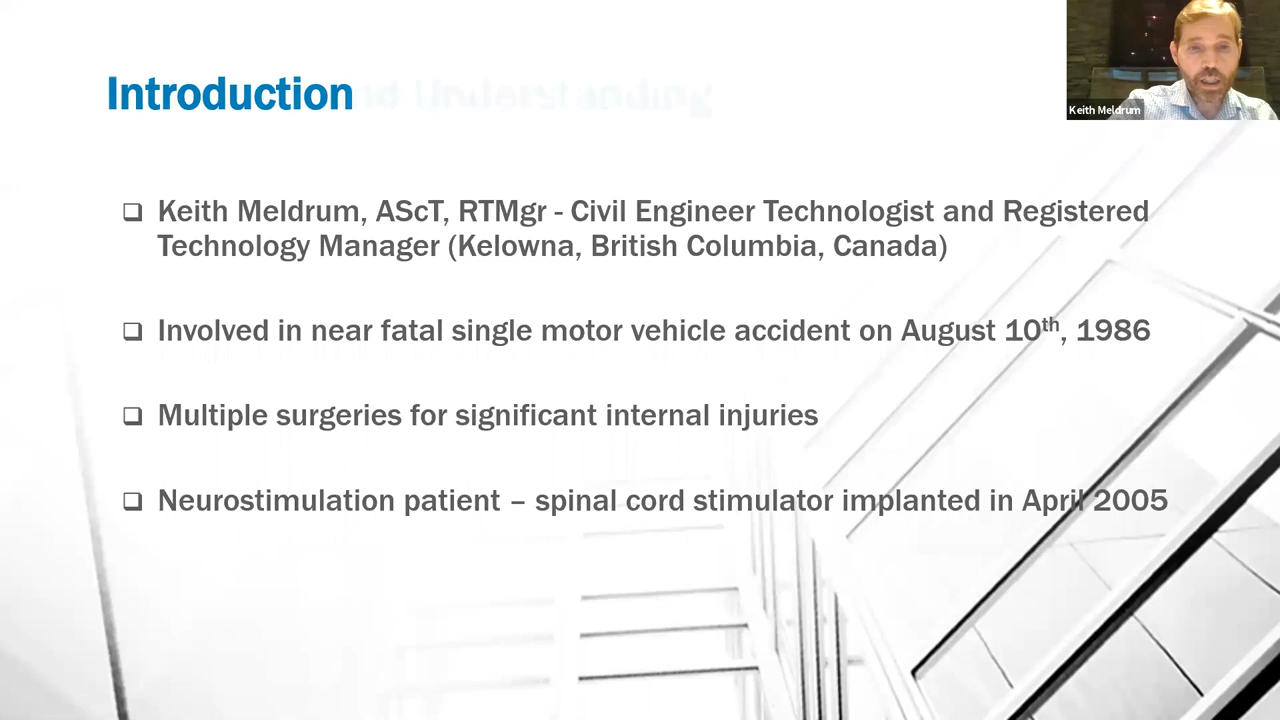 Introduction
nd Understanding
Keith Meldrum
Keith Meldrum, AScT, RTMgr - Civil Engineer Technologist and Registered
Technology Manager (Kelowna, British Columbia, Canada)
Involved in near fatal single motor vehicle accident on August 10th, 1986
Multiple surgeries for significant internal injuries
Neurostimulation patient – spinal cord stimulator implanted in April 2005